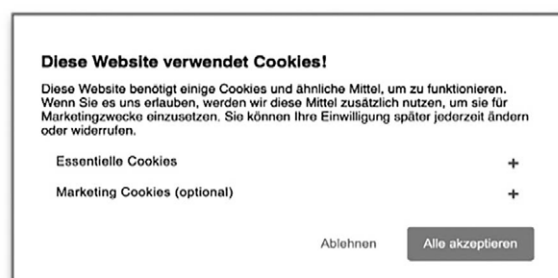 Diese Website verwendet Cookies!
Diese Website benötigt einige Cookies und ähnliche Mittel, um zu funktionieren.
Wenn Sie es uns erlauben, werden wir diese Mittel zusätzlich nutzen, um sie für
Marketingzwecke einzusetzen. Sie können Ihre Einwilligung später jederzeit ändern
oder widerrufen.
Essentielle Cookies +
Marketing Cookies (optional) +
Ablehnen Alle akzeptieren